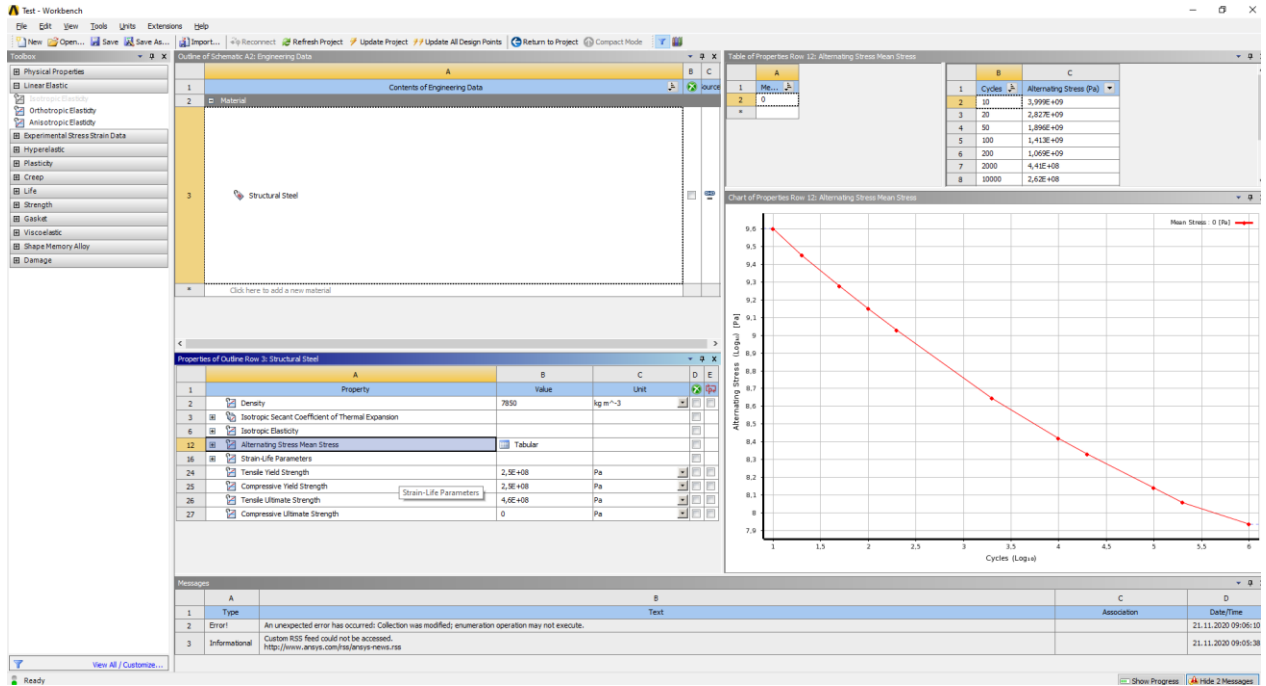 Test - Workbench
File Edit View Tools Units Extensions Help
New Open... Save Save As... Import... Reconnect Refresh Project Update Project Update All Design Points Return to Project Compact Mode
Toolbox
Physical Properties
Linear Elastic
Isotropic Elasticity
Orthotropic Elasticity
Anisotropic Elasticity
Experimental Stress Strain Data
Hyperelastic
Plasticity
Creep
Life
Strength
Gasket
Viscoelastic
Shape Memory Alloy
Damage
View All / Customize...
Outline of Schematic A2: Engineering Data
A B C
1 Contents of Engineering Data ource
2 Material
3 Structural Steel
* Click here to add a new material
Properties of Outline Row 3: Structural Steel
A B C D E
1 Property Value Unit
2 Density 7850 kg m^-3
3 Isotropic Secant Coefficient of Thermal Expansion
6 Isotropic Elasticity
12 Alternating Stress Mean Stress Tabular
16 Strain-Life Parameters
24 Tensile Yield Strength 2,5E+08 Pa
25 Compressive Yield Strength 2,5E+08 Pa
Strain-Life Parameters
26 Tensile Ultimate Strength 4,6E+08 Pa
27 Compressive Ultimate Strength 0 Pa
Table of Properties Row 12: Alternating Stress Mean Stress
A
1 Me...
2 0
*
B C
1 Cycles Alternating Stress (Pa)
2 10 3,999E+09
3 20 2,827E+09
4 50 1,896E+09
5 100 1,413E+09
6 200 1,069E+09
7 2000 4,41E+08
8 10000 2,62E+08
Chart of Properties Row 12: Alternating Stress Mean Stress
Mean Stress : 0 [Pa]
Alternating Stress (Log₁₀) [Pa]
9,6
9,5
9,4
9,3
9,2
9,1
9
8,9
8,8
8,7
8,6
8,5
8,4
8,3
8,2
8,1
8
7,9
1 1,5 2 2,5 3 3,5 4 4,5 5 5,5 6
Cycles (Log₁₀)
Messages
A B C D
1 Type Text Association Date/Time
2 Error! An unexpected error has occurred: Collection was modified; enumeration operation may not execute. 21.11.2020 09:06:10
3 Informational Custom RSS feed could not be accessed.
http://www.ansys.com/rss/ansys-news.rss 21.11.2020 09:05:38
Ready
Show Progress Hide 2 Messages